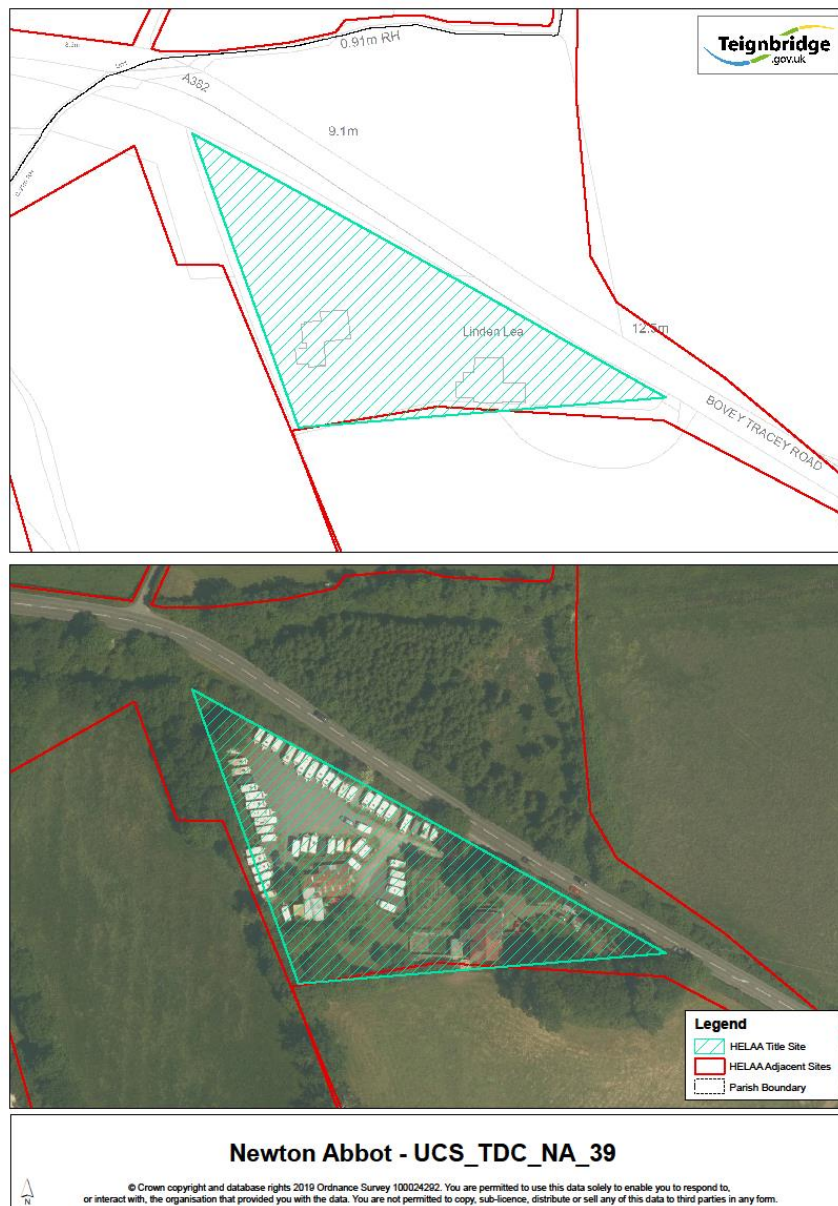 0.91m RH
Teignbridge
.gov.uk
A382
9.1m
Linden Lea
12.5m
BOVEY TRACEY ROAD
Legend
HELAA Title Site
HELAA Adjacent Sites
Parish Boundary
Newton Abbot - UCS_TDC_NA_39
N
© Crown copyright and database rights 2019 Ordnance Survey 100024292. You are permitted to use this data solely to enable you to respond to,
or interact with, the organisation that provided you with the data. You are not permitted to copy, sub-licence, distribute or sell any of this data to third parties in any form.